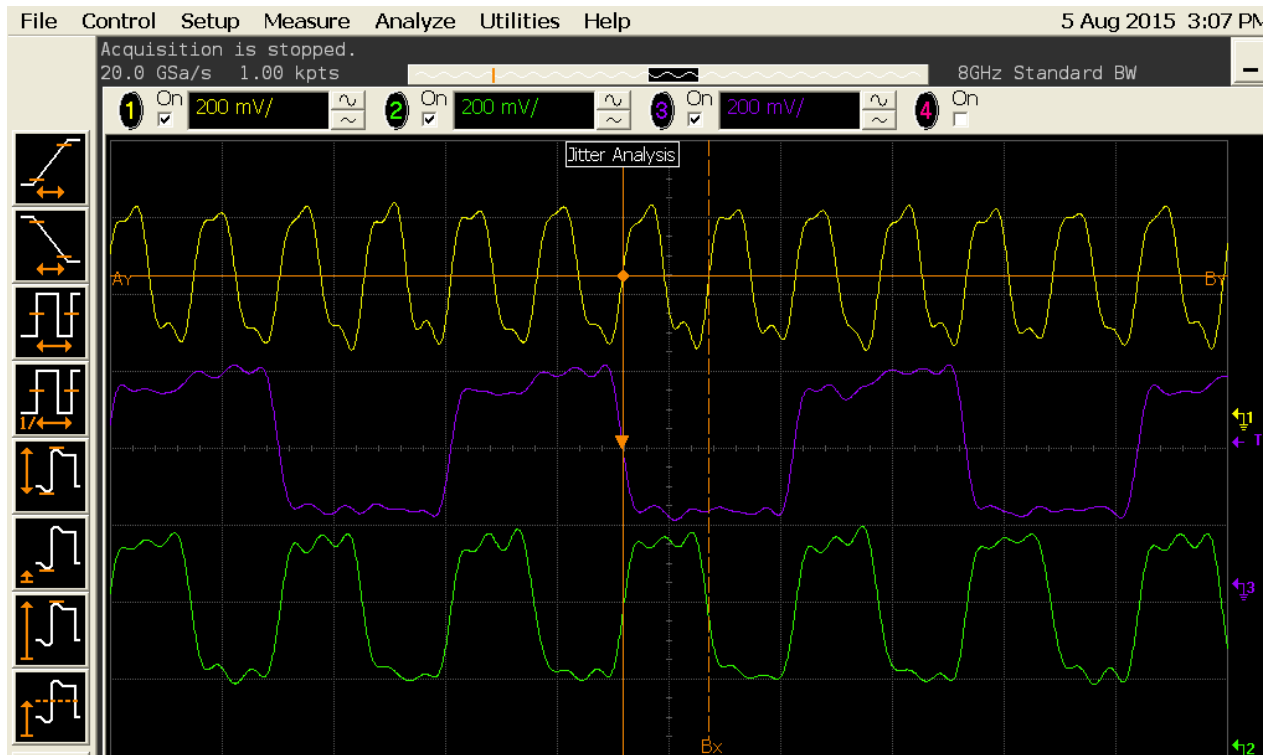 File Control Setup Measure Analyze Utilities Help 5 Aug 2015 3:07 PM
Acquisition is stopped.
20.0 GSa/s 1.00 kpts 8GHz Standard BW
1 On 200 mV/ 2 On 200 mV/ 3 On 200 mV/ 4 On
Jitter Analysis
AY BY
1
T
1/
3
Bx
2